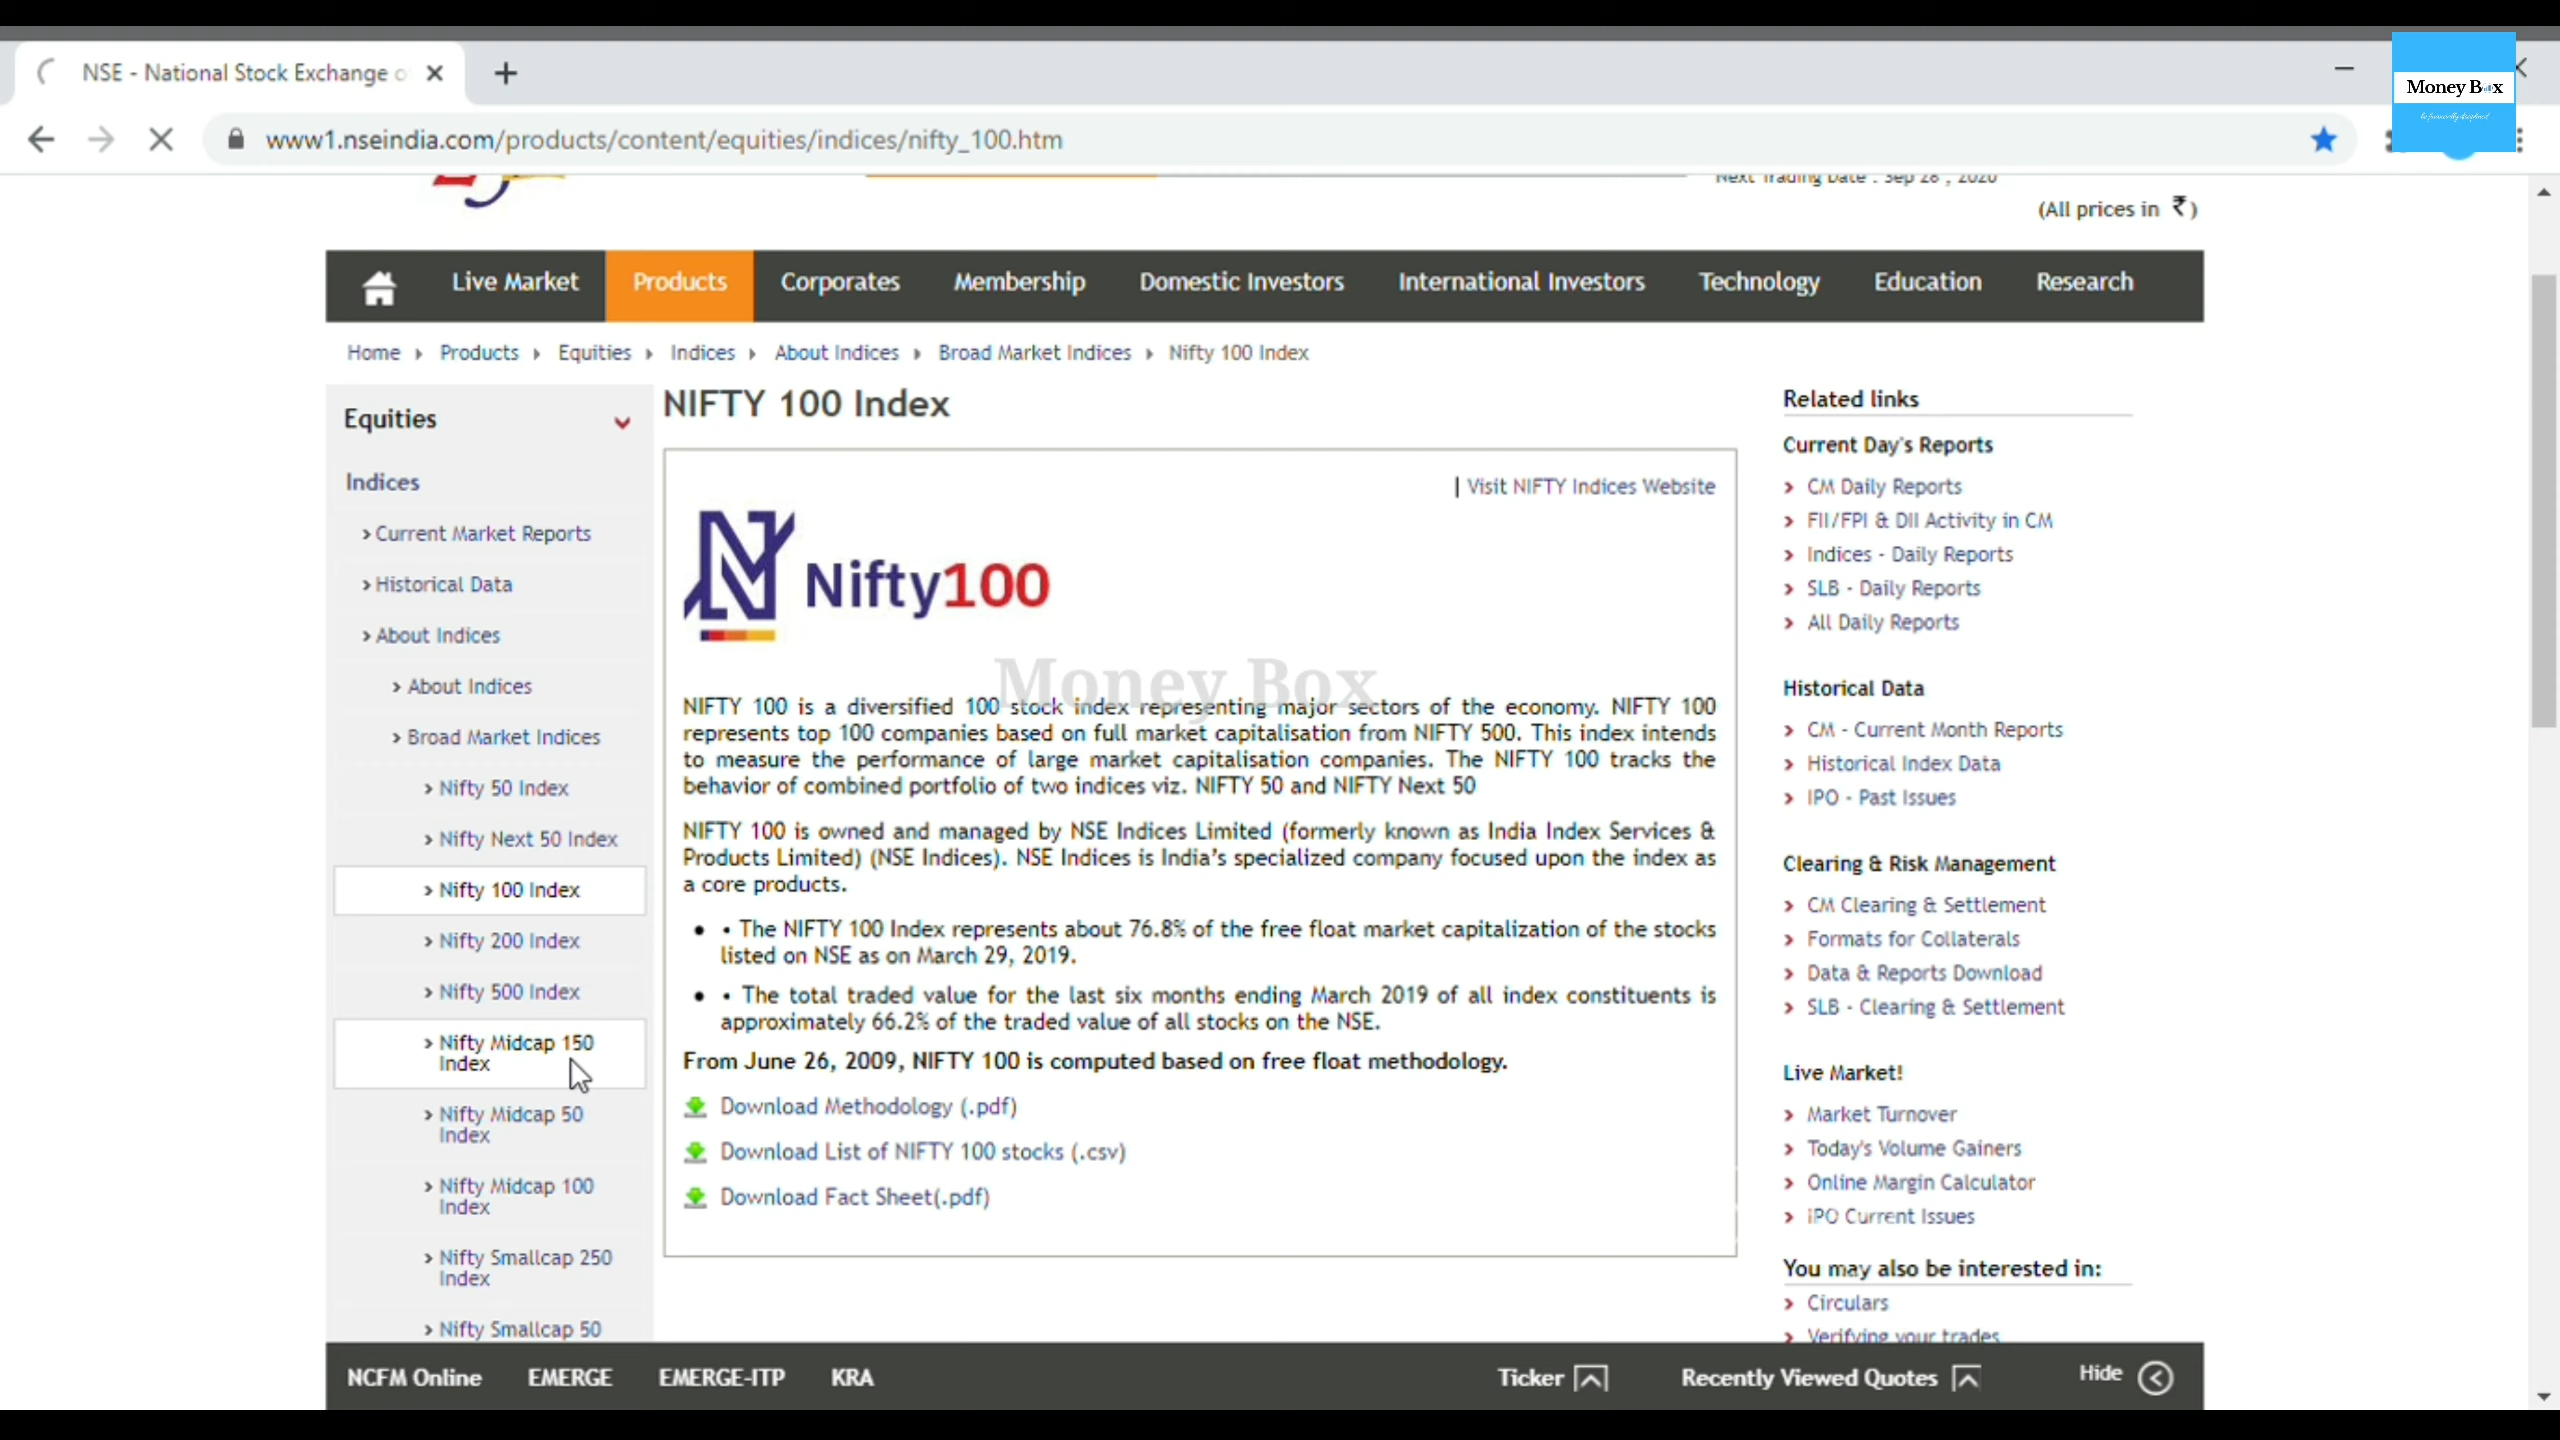 NSE - National Stock Exchange o
Money B x
www1.nseindia.com/products/content/equities/indices/nifty_100.htm
Next Trading Date : Sep 28 , 2020
(All prices in ₹ )
Live Market Products Corporates Membership Domestic Investors International Investors Technology Education Research
Home Products Equities Indices About Indices Broad Market Indices Nifty 100 Index
Equities
Indices
› Current Market Reports
› Historical Data
› About Indices
› About Indices
› Broad Market Indices
› Nifty 50 Index
› Nifty Next 50 Index
› Nifty 100 Index
› Nifty 200 Index
› Nifty 500 Index
› Nifty Midcap 150
Index
› Nifty Midcap 50
Index
› Nifty Midcap 100
Index
› Nifty Smallcap 250
Index
› Nifty Smallcap 50
NIFTY 100 Index
| Visit NIFTY Indices Website
Nifty100
Money Box
NIFTY 100 is a diversified 100 stock index representing major sectors of the economy. NIFTY 100
represents top 100 companies based on full market capitalisation from NIFTY 500. This index intends
to measure the performance of large market capitalisation companies. The NIFTY 100 tracks the
behavior of combined portfolio of two indices viz. NIFTY 50 and NIFTY Next 50
NIFTY 100 is owned and managed by NSE Indices Limited (formerly known as India Index Services &
Products Limited) (NSE Indices). NSE Indices is India's specialized company focused upon the index as
a core products.
• • The NIFTY 100 Index represents about 76.8% of the free float market capitalization of the stocks
listed on NSE as on March 29, 2019.
• • The total traded value for the last six months ending March 2019 of all index constituents is
approximately 66.2% of the traded value of all stocks on the NSE.
From June 26, 2009, NIFTY 100 is computed based on free float methodology.
Download Methodology (.pdf)
Download List of NIFTY 100 stocks (.csv)
Download Fact Sheet(.pdf)
Related links
Current Day's Reports
› CM Daily Reports
› FII/FPI & DII Activity in CM
› Indices - Daily Reports
› SLB - Daily Reports
› All Daily Reports
Historical Data
› CM - Current Month Reports
› Historical Index Data
› IPO - Past Issues
Clearing & Risk Management
› CM Clearing & Settlement
› Formats for Collaterals
› Data & Reports Download
› SLB - Clearing & Settlement
Live Market!
› Market Turnover
› Today's Volume Gainers
› Online Margin Calculator
› IPO Current Issues
You may also be interested in:
› Circulars
› Verifying your trades
NCFM Online EMERGE EMERGE-ITP KRA Ticker Recently Viewed Quotes Hide